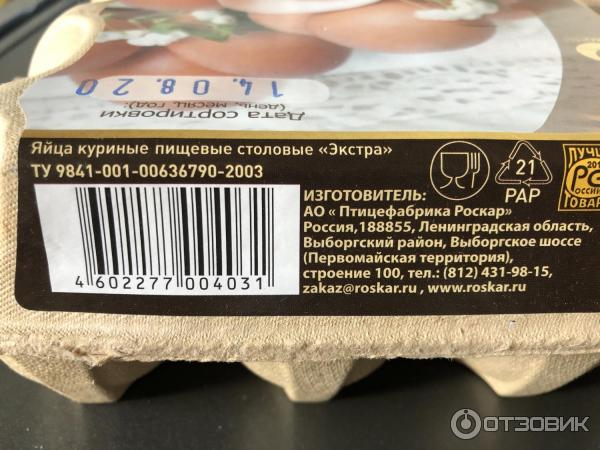 14.08.20
(день, месяц, год):
Дата сортировки
Яйца куриные пищевые столовые «Экстра»
ТУ 9841-001-00636790-2003
21
PAP
ИЗГОТОВИТЕЛЬ:
АО « Птицефабрика Роскар»
Россия,188855, Ленинградская область,
Выборгский район, Выборгское шоссе
(Первомайская территория),
строение 100, тел.: (812) 431-98-15,
zakaz@roskar.ru , www.roskar.ru
4 602277 004031
ОТЗОВИК